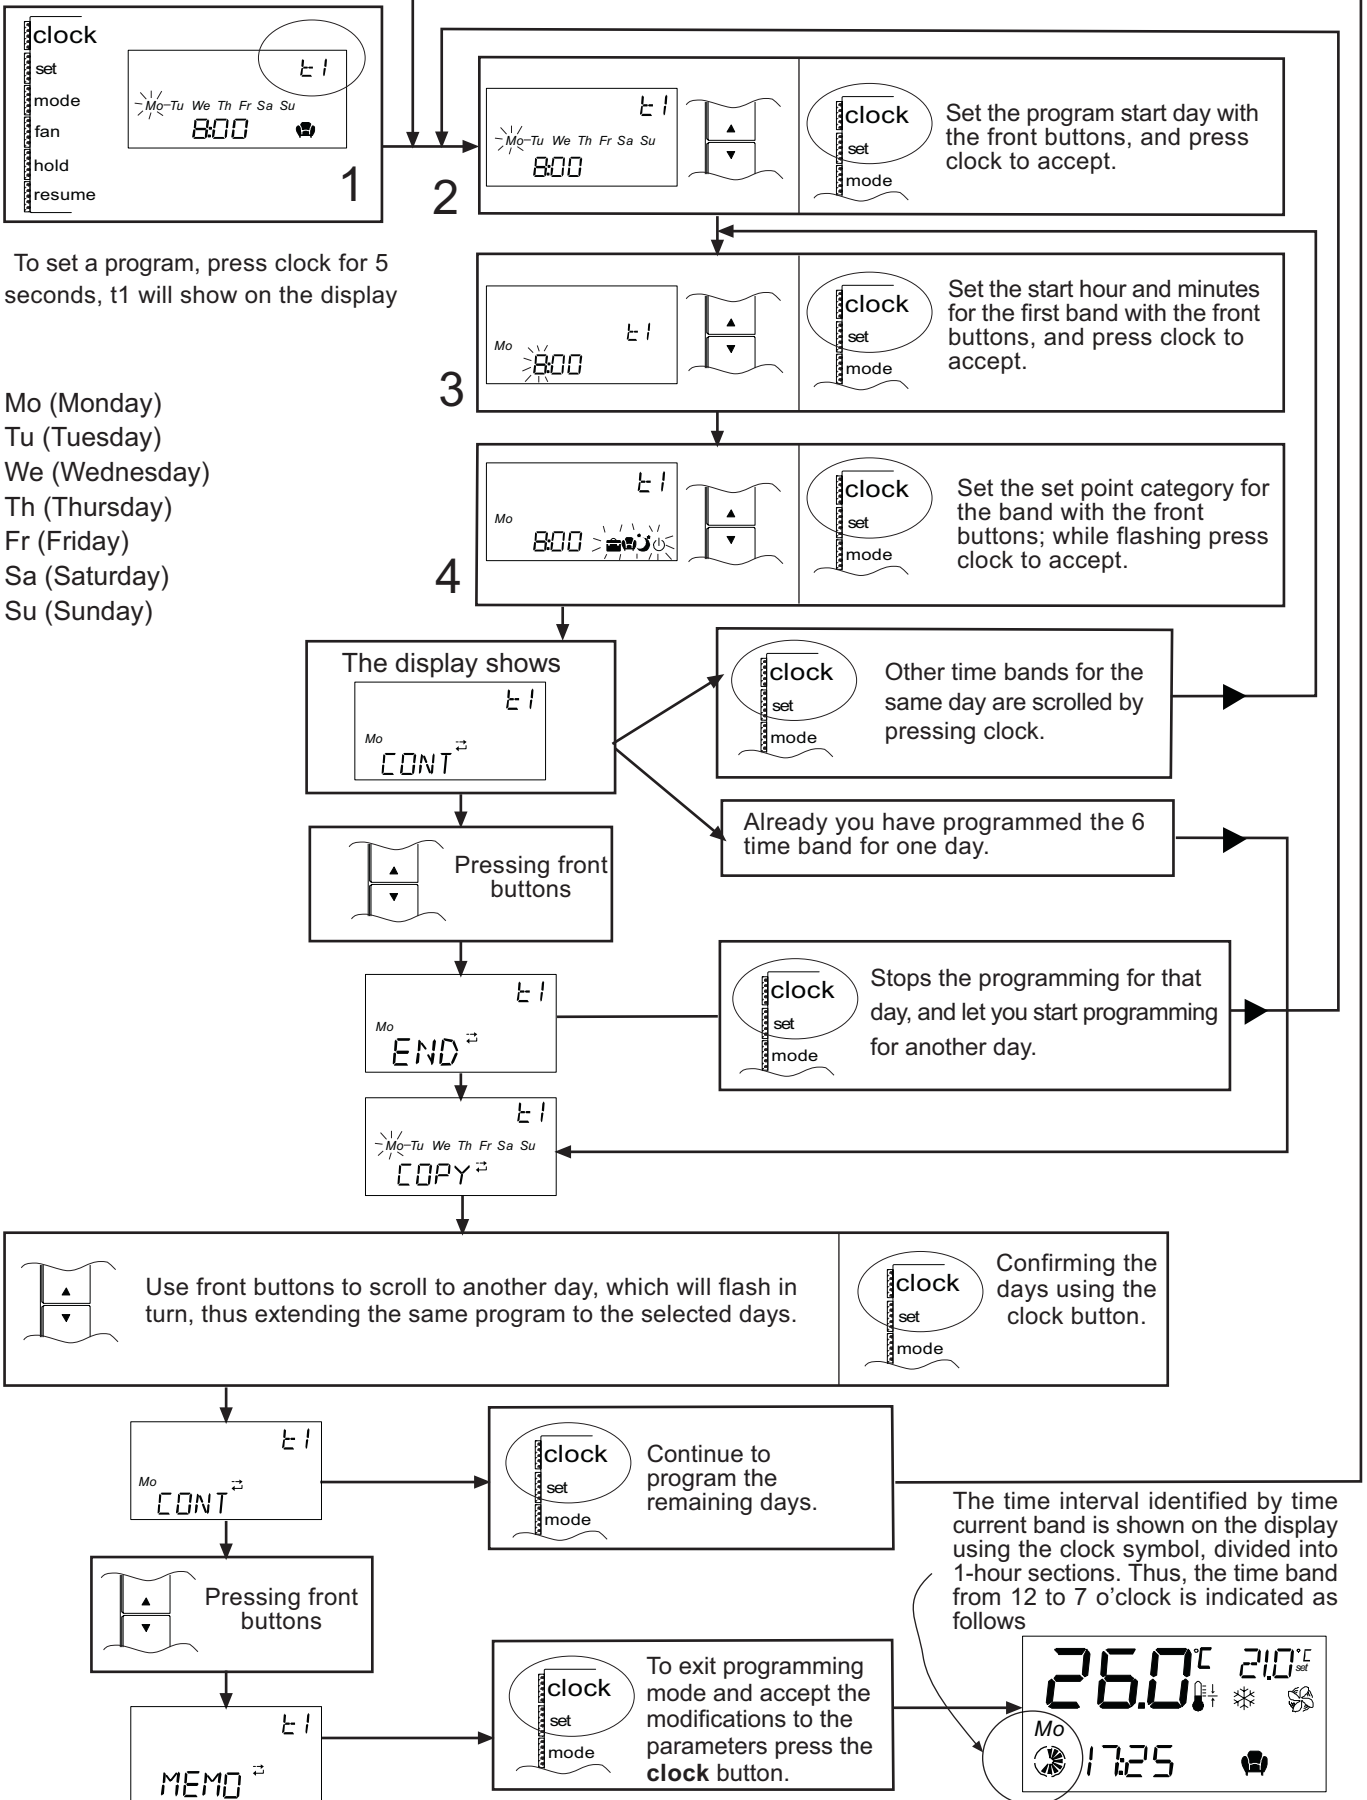 clock
set
mode
fan
hold
resume
t1
Mo-Tu We Th Fr Sa Su
8:00
1
To set a program, press clock for 5
seconds, t1 will show on the display
Mo (Monday)
Tu (Tuesday)
We (Wednesday)
Th (Thursday)
Fr (Friday)
Sa (Saturday)
Su (Sunday)
2
t1
Mo-Tu We Th Fr Sa Su
8:00
clock
set
mode
Set the program start day with
the front buttons, and press
clock to accept.
3
t1
Mo
8:00
clock
set
mode
Set the start hour and minutes
for the first band with the front
buttons, and press clock to
accept.
4
t1
Mo
8:00
clock
set
mode
Set the set point category for
the band with the front
buttons; while flashing press
clock to accept.
The display shows
t1
Mo
CONT
clock
set
mode
Other time bands for the
same day are scrolled by
pressing clock.
Already you have programmed the 6
time band for one day.
Pressing front
buttons
t1
Mo
END
clock
set
mode
Stops the programming for that
day, and let you start programming
for another day.
t1
Mo-Tu We Th Fr Sa Su
COPY
Use front buttons to scroll to another day, which will flash in
turn, thus extending the same program to the selected days.
clock
set
mode
Confirming the
days using the
clock button.
t1
Mo
CONT
clock
set
mode
Continue to
program the
remaining days.
Pressing front
buttons
t1
MEMO
clock
set
mode
To exit programming
mode and accept the
modifications to the
parameters press the
clock button.
The time interval identified by time
current band is shown on the display
using the clock symbol, divided into
1-hour sections. Thus, the time band
from 12 to 7 o'clock is indicated as
follows
26.0°C
21.0°C
set
Mo
17:25